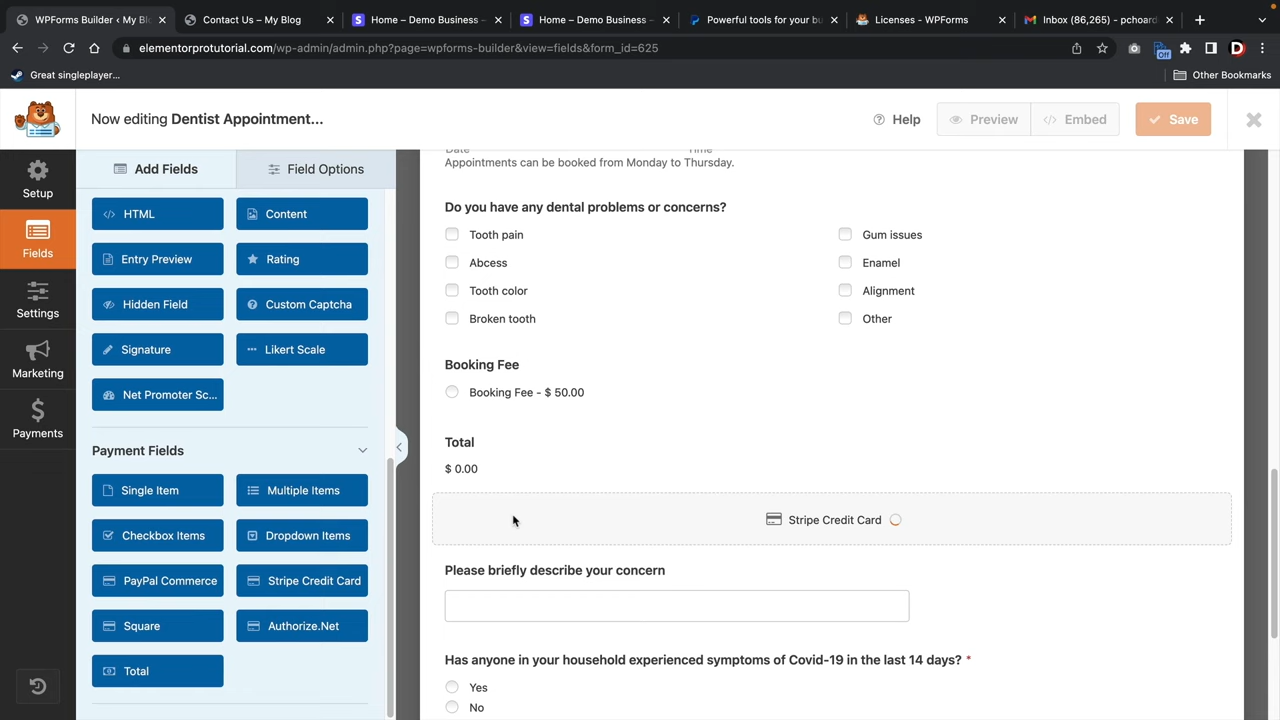 WPForms Builder ‹ My Bl
Contact Us – My Blog
Home – Demo Business –
Home – Demo Business –
Powerful tools for your bu
Licenses - WPForms
Inbox (86,265) - pchoard
elementorprotutorial.com/wp-admin/admin.php?page=wpforms-builder&view=fields&form_id=625
Off
D
Great singleplayer...
Other Bookmarks
Now editing Dentist Appointment...
Help
Preview
Embed
Save
Setup
Fields
Settings
Marketing
Payments
Add Fields
Field Options
HTML
Content
Entry Preview
Rating
Hidden Field
Custom Captcha
Signature
Likert Scale
Net Promoter Sc...
Payment Fields
Single Item
Multiple Items
Checkbox Items
Dropdown Items
PayPal Commerce
Stripe Credit Card
Square
Authorize.Net
Total
Date
Time
Appointments can be booked from Monday to Thursday.
Do you have any dental problems or concerns?
Tooth pain
Gum issues
Abcess
Enamel
Tooth color
Alignment
Broken tooth
Other
Booking Fee
Booking Fee - $ 50.00
Total
$ 0.00
Stripe Credit Card
Please briefly describe your concern
Has anyone in your household experienced symptoms of Covid-19 in the last 14 days? *
Yes
No